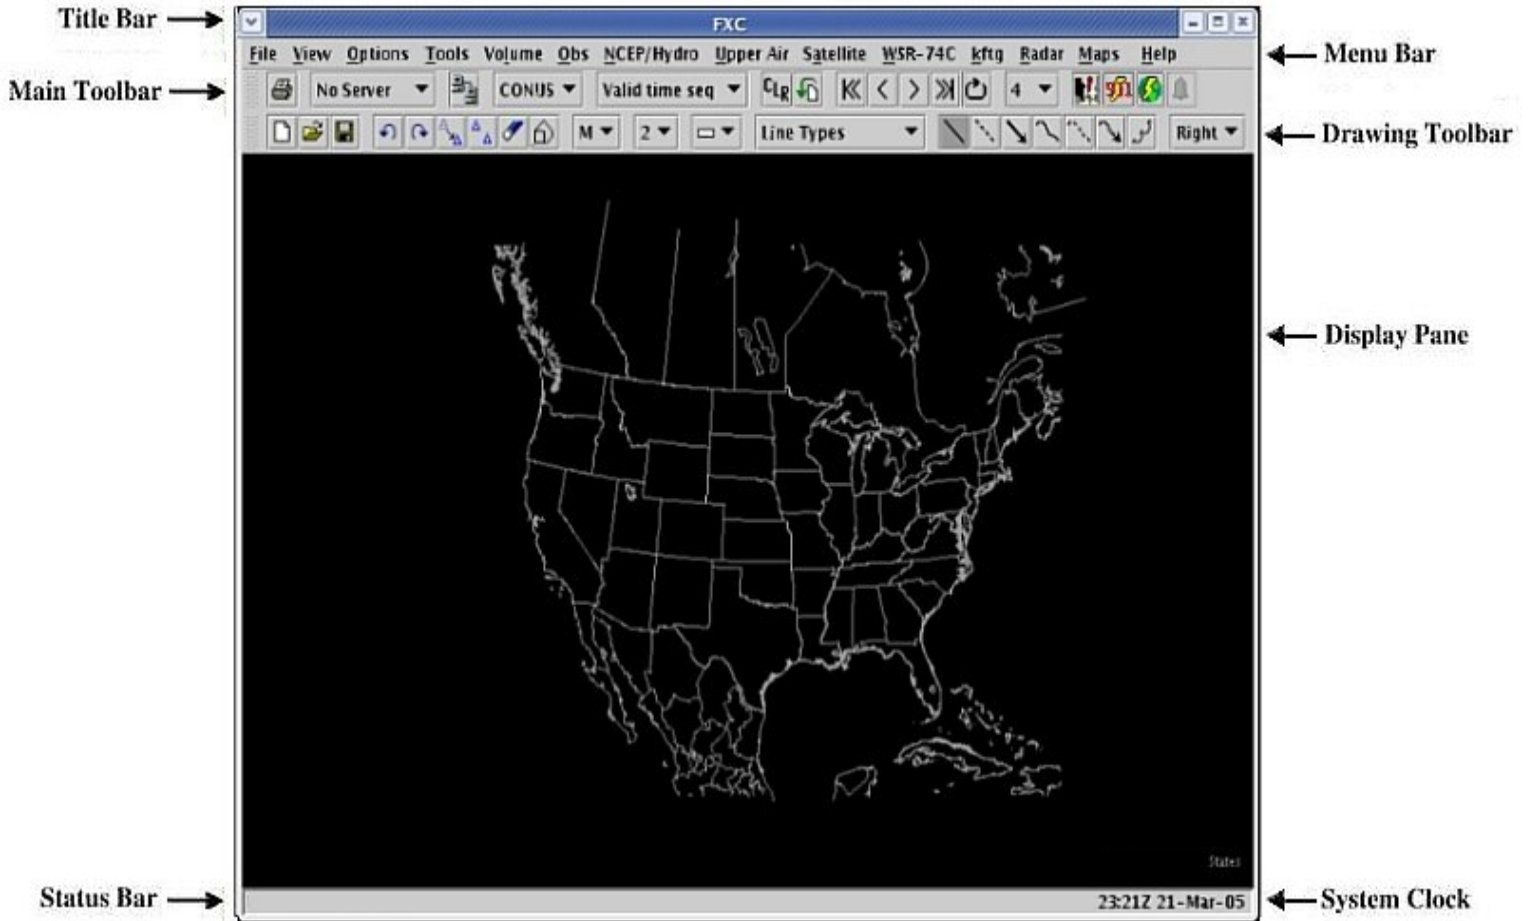 Title Bar
FXC
File View Options Tools Volume Obs NCEP/Hydro Upper Air Satellite WSR-74C kftg Radar Maps Help
Menu Bar
Main Toolbar
No Server CONUS Valid time seq CLR 4
M 2 Line Types Right
Drawing Toolbar
Display Pane
States
Status Bar
23:21Z 21-Mar-05
System Clock